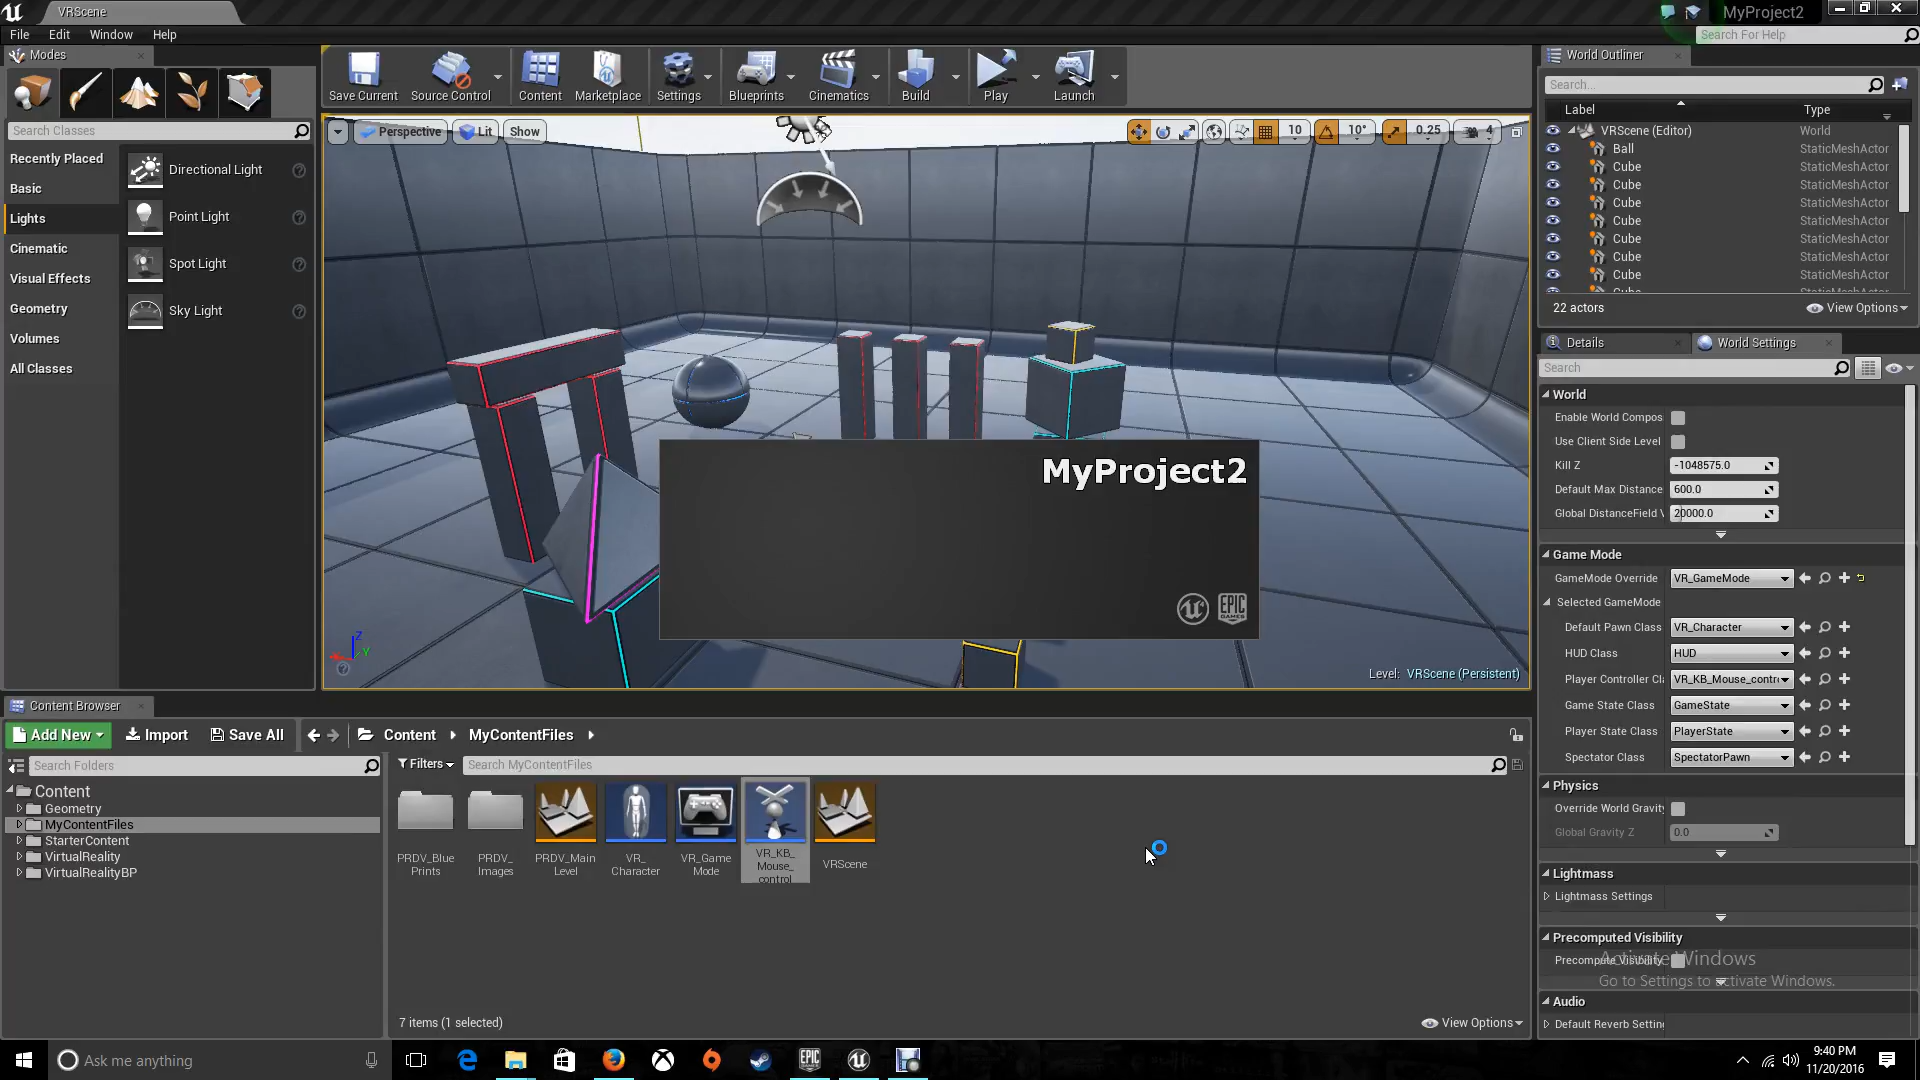 VRScene
MyProject2
File Edit Window Help
Search For Help
Modes
Save Current
Source Control
Content
Marketplace
Settings
Blueprints
Cinematics
Build
Play
Launch
Search Classes
Recently Placed
Basic
Lights
Cinematic
Visual Effects
Geometry
Volumes
All Classes
Directional Light
Point Light
Spot Light
Sky Light
Perspective
Lit
Show
10
10°
0.25
4
MyProject2
EPIC GAMES
Z
Y
Level: VRScene (Persistent)
World Outliner
Search...
Label Type
VRScene (Editor) World
Ball StaticMeshActor
Cube StaticMeshActor
Cube StaticMeshActor
Cube StaticMeshActor
Cube StaticMeshActor
Cube StaticMeshActor
Cube StaticMeshActor
Cube StaticMeshActor
22 actors
View Options
Details
World Settings
Search
World
Enable World Compos
Use Client Side Level
Kill Z -1048575.0
Default Max Distance 600.0
Global DistanceField V 20000.0
Game Mode
GameMode Override VR_GameMode
Selected GameMode
Default Pawn Class VR_Character
HUD Class HUD
Player Controller Cl VR_KB_Mouse_contr
Game State Class GameState
Player State Class PlayerState
Spectator Class SpectatorPawn
Physics
Override World Gravity
Global Gravity Z 0.0
Lightmass
Lightmass Settings
Precomputed Visibility
Precompute Visibility
Activate Windows
Go to Settings to activate Windows.
Audio
Default Reverb Setting
Content Browser
Add New
Import
Save All
Content
MyContentFiles
Search Folders
Filters
Search MyContentFiles
Content
Geometry
MyContentFiles
StarterContent
VirtualReality
VirtualRealityBP
PRDV_Blue
Prints
PRDV_
Images
PRDV_Main
Level
VR_
Character
VR_Game
Mode
VR_KB_
Mouse_
control
VRScene
7 items (1 selected)
View Options
Ask me anything
EPIC
9:40 PM
11/20/2016